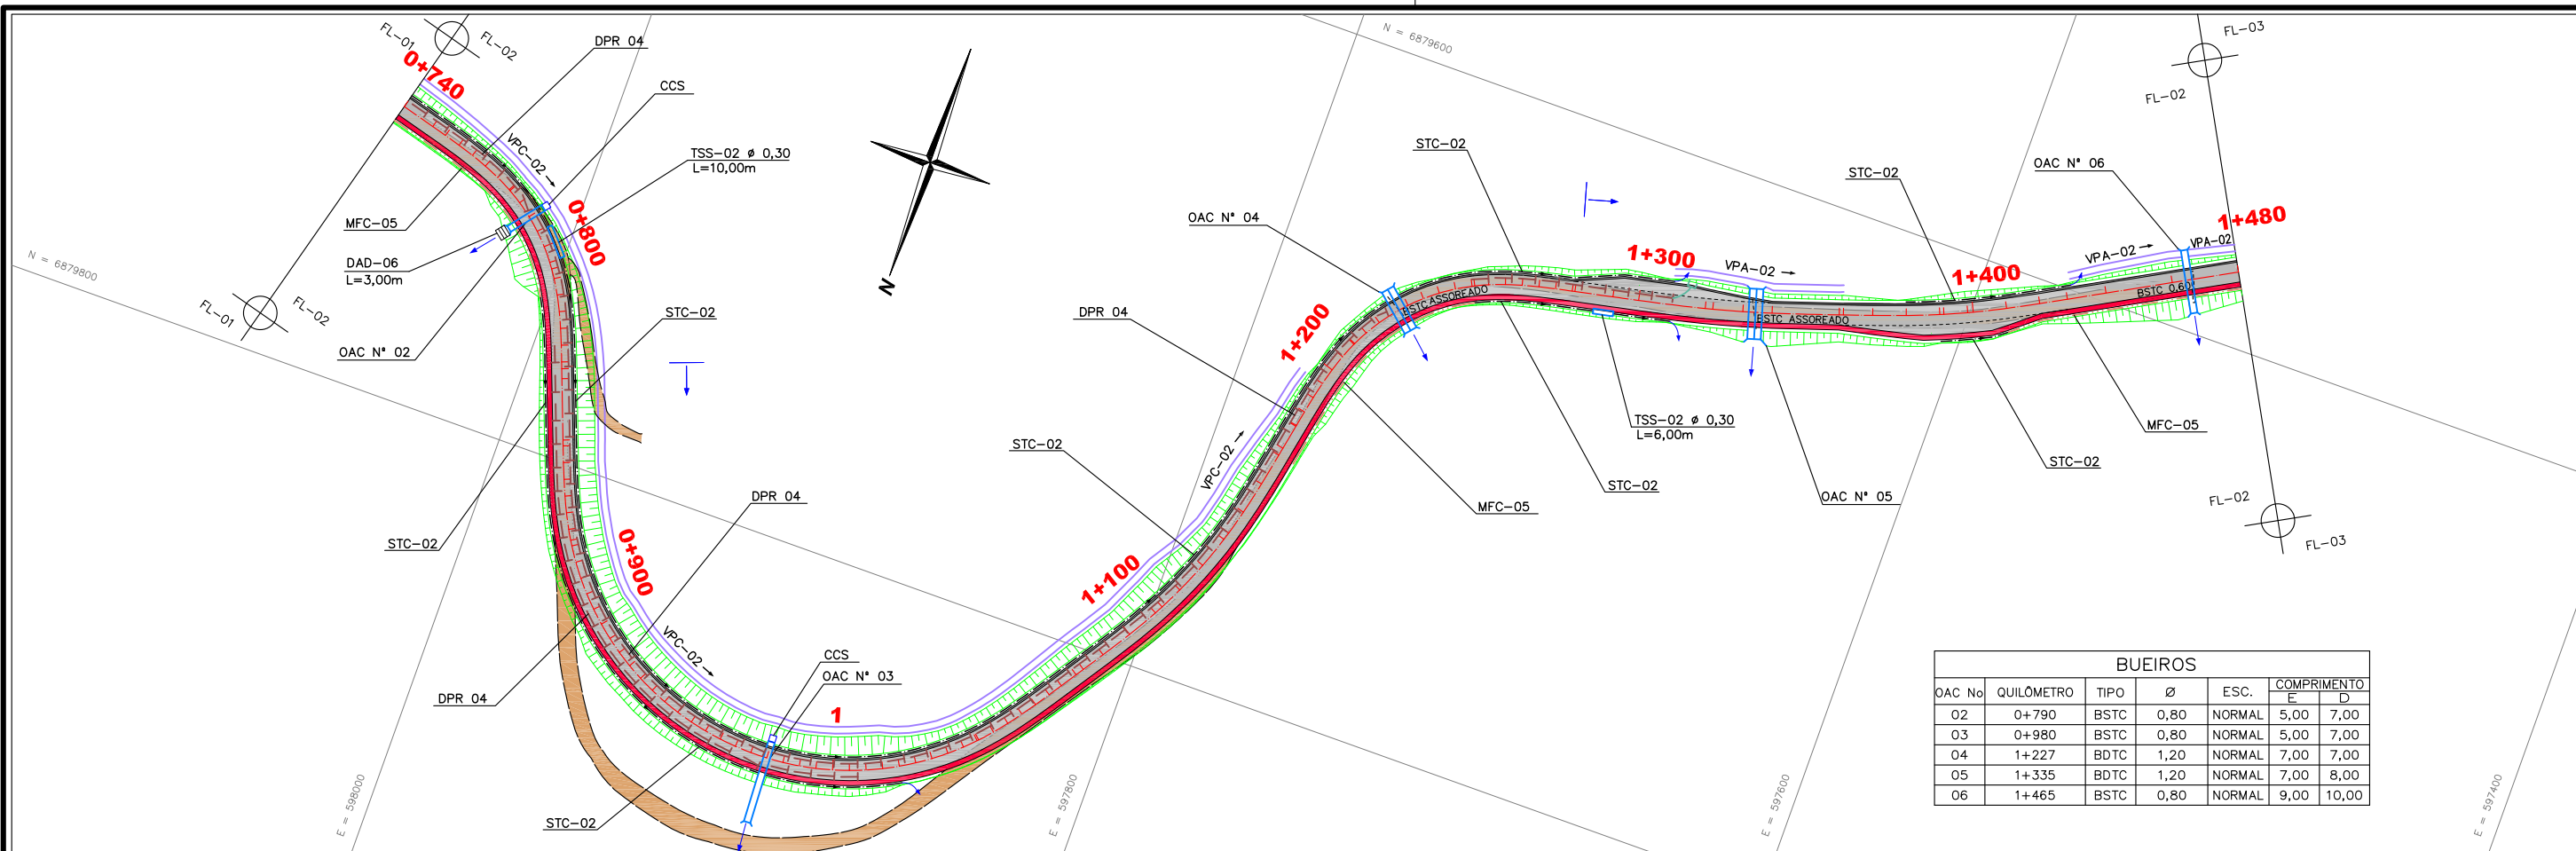 FL-01
FL-02
0+740
DPR 04
CCS
VPC-02
TSS-02 ø 0,30
L=10,00m
MFC-05
0+800
DAD-06
L=3,00m
N = 6879800
FL-01
FL-02
OAC N° 02
STC-02
N
N = 6879600
FL-03
FL-02
STC-02
STC-02
OAC N° 06
OAC N° 04
1+480
1+300
VPA-02
1+400
VPA-02
VPA-02
BSTC ASSOREADO
BSTC 0,60
DPR 04
1+200
BSTC ASSOREADO
TSS-02 ø 0,30
L=6,00m
MFC-05
STC-02
VPC-02
STC-02
STC-02
MFC-05
OAC N° 05
FL-02
FL-03
DPR 04
STC-02
0+900
1+100
VPC-02
CCS
OAC N° 03
DPR 04
1
STC-02
E = 598000
E = 597800
E = 597600
E = 597400
BUEIROS
OAC No QUILÔMETRO TIPO Ø ESC. COMPRIMENTO
E D
02 0+790 BSTC 0,80 NORMAL 5,00 7,00
03 0+980 BSTC 0,80 NORMAL 5,00 7,00
04 1+227 BDTC 1,20 NORMAL 7,00 7,00
05 1+335 BDTC 1,20 NORMAL 7,00 8,00
06 1+465 BSTC 0,80 NORMAL 9,00 10,00